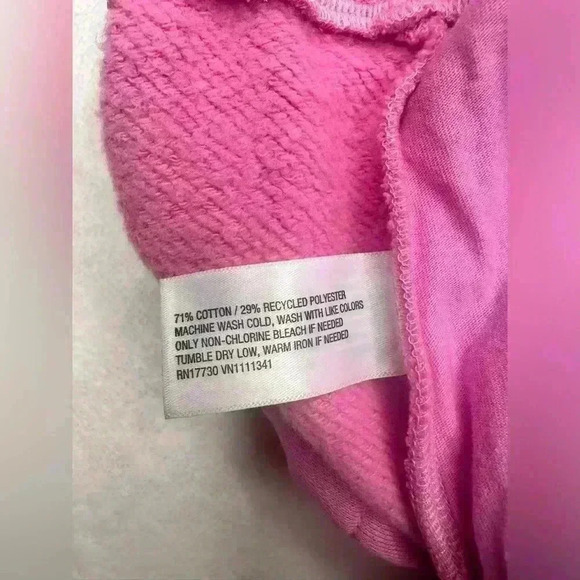 71% COTTON / 29% RECYCLED POLYESTER
MACHINE WASH COLD, WASH WITH LIKE COLORS
ONLY NON-CHLORINE BLEACH IF NEEDED
TUMBLE DRY LOW, WARM IRON IF NEEDED
RN17730 VN1111341